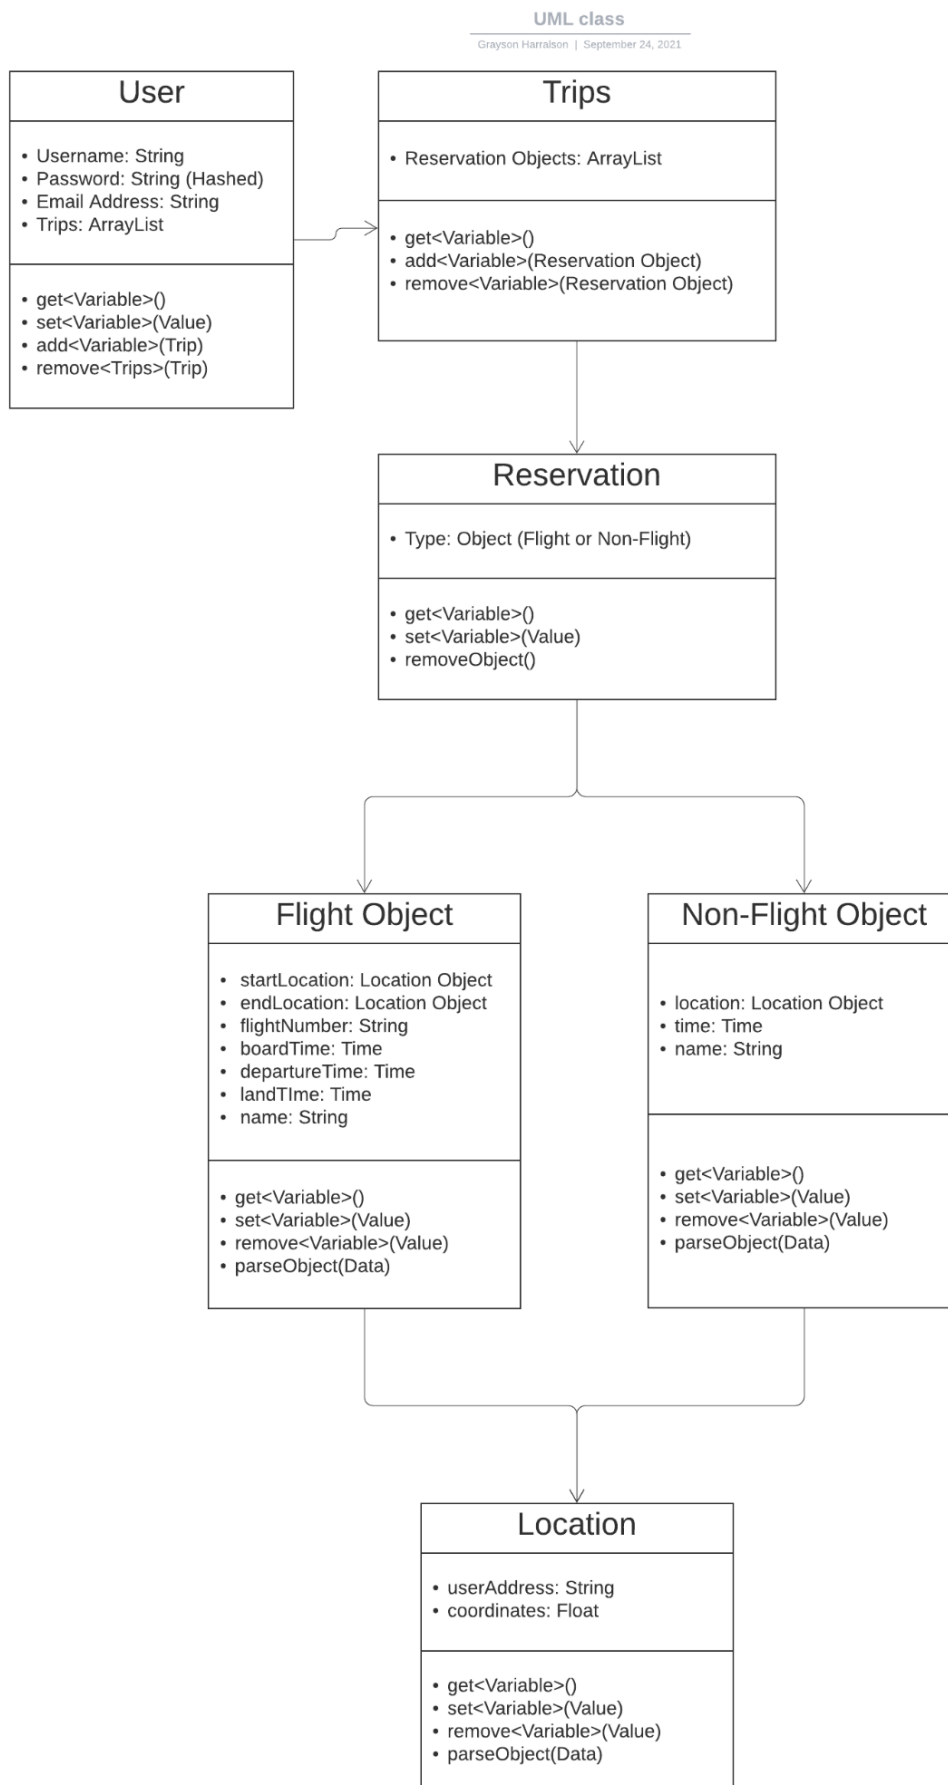 UML class
Grayson Harralson | September 24, 2021
User
• Username: String
• Password: String (Hashed)
• Email Address: String
• Trips: ArrayList
• get<Variable>()
• set<Variable>(Value)
• add<Variable>(Trip)
• remove<Trips>(Trip)
Trips
• Reservation Objects: ArrayList
• get<Variable>()
• add<Variable>(Reservation Object)
• remove<Variable>(Reservation Object)
Reservation
• Type: Object (Flight or Non-Flight)
• get<Variable>()
• set<Variable>(Value)
• removeObject()
Flight Object
• startLocation: Location Object
• endLocation: Location Object
• flightNumber: String
• boardTime: Time
• departureTime: Time
• landTIme: Time
• name: String
• get<Variable>()
• set<Variable>(Value)
• remove<Variable>(Value)
• parseObject(Data)
Non-Flight Object
• location: Location Object
• time: Time
• name: String
• get<Variable>()
• set<Variable>(Value)
• remove<Variable>(Value)
• parseObject(Data)
Location
• userAddress: String
• coordinates: Float
• get<Variable>()
• set<Variable>(Value)
• remove<Variable>(Value)
• parseObject(Data)